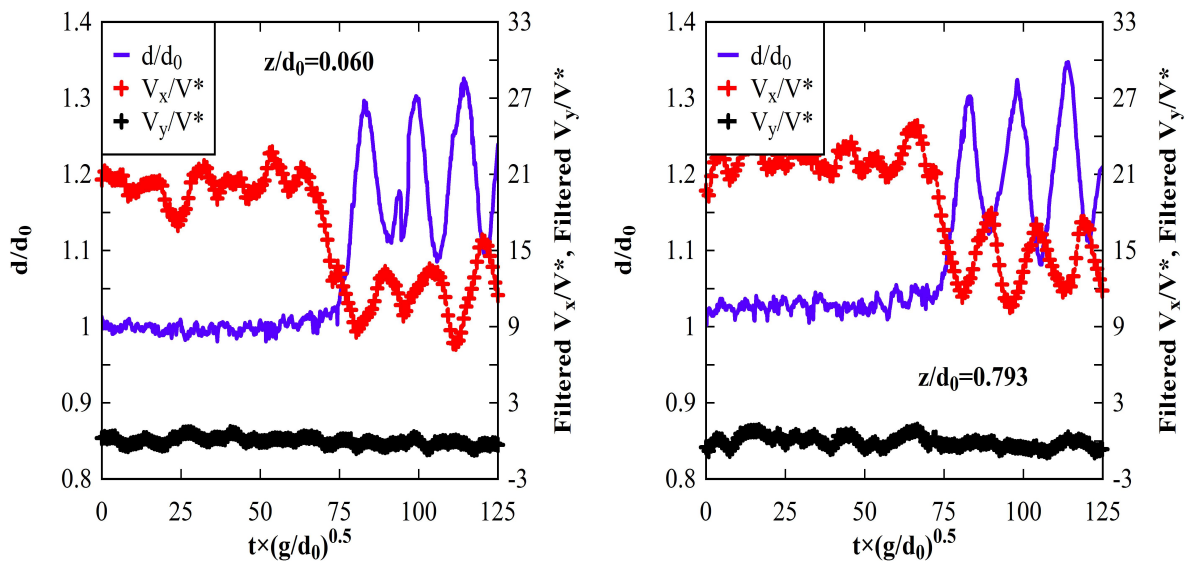 1.4
1.3
1.2
1.1
1
0.9
0.8
d/d0
d/d0
Vx/V*
Vy/V*
z/d0=0.060
33
27
21
15
9
3
-3
Filtered Vx/V*, Filtered Vy/V*
0 25 50 75 100 125
t×(g/d0)0.5
1.4
1.3
1.2
1.1
1
0.9
0.8
d/d0
d/d0
Vx/V*
Vy/V*
z/d0=0.793
33
27
21
15
9
3
-3
Filtered Vx/V*, Filtered Vy/V*
0 25 50 75 100 125
t×(g/d0)0.5